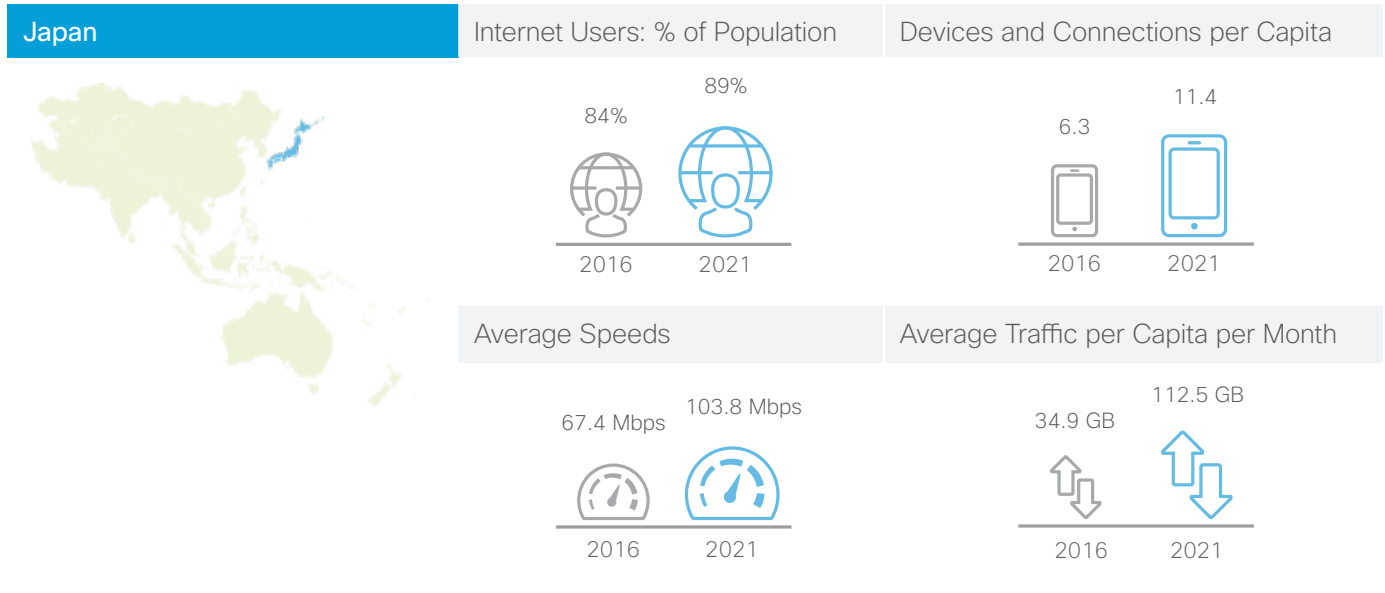 Japan
Internet Users: % of Population
84%
89%
2016
2021
Devices and Connections per Capita
6.3
11.4
2016
2021
Average Speeds
67.4 Mbps
103.8 Mbps
2016
2021
Average Traffic per Capita per Month
34.9 GB
112.5 GB
2016
2021